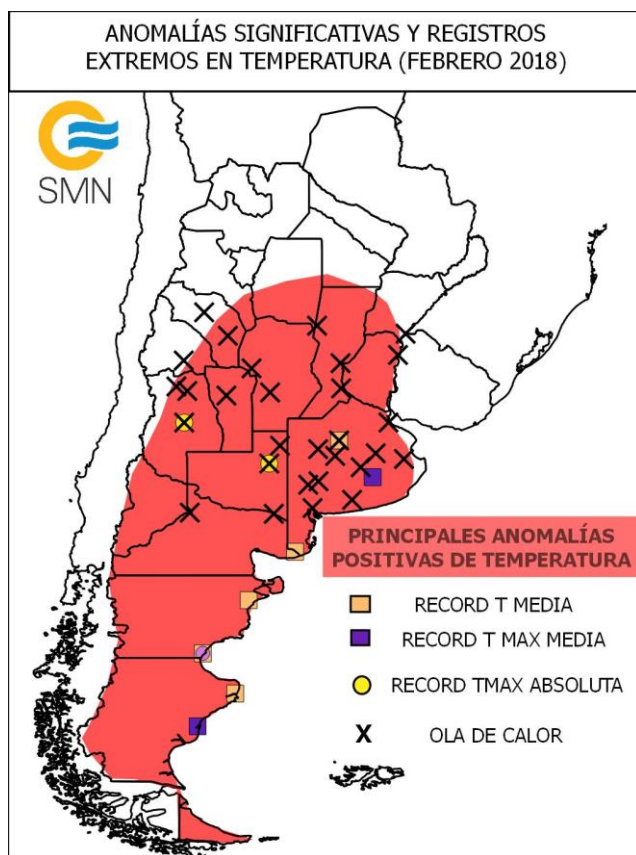 ANOMALÍAS SIGNIFICATIVAS Y REGISTROS
EXTREMOS EN TEMPERATURA (FEBRERO 2018)
SMN
PRINCIPALES ANOMALÍAS
POSITIVAS DE TEMPERATURA
RECORD T MEDIA
RECORD T MAX MEDIA
RECORD TMAX ABSOLUTA
X OLA DE CALOR